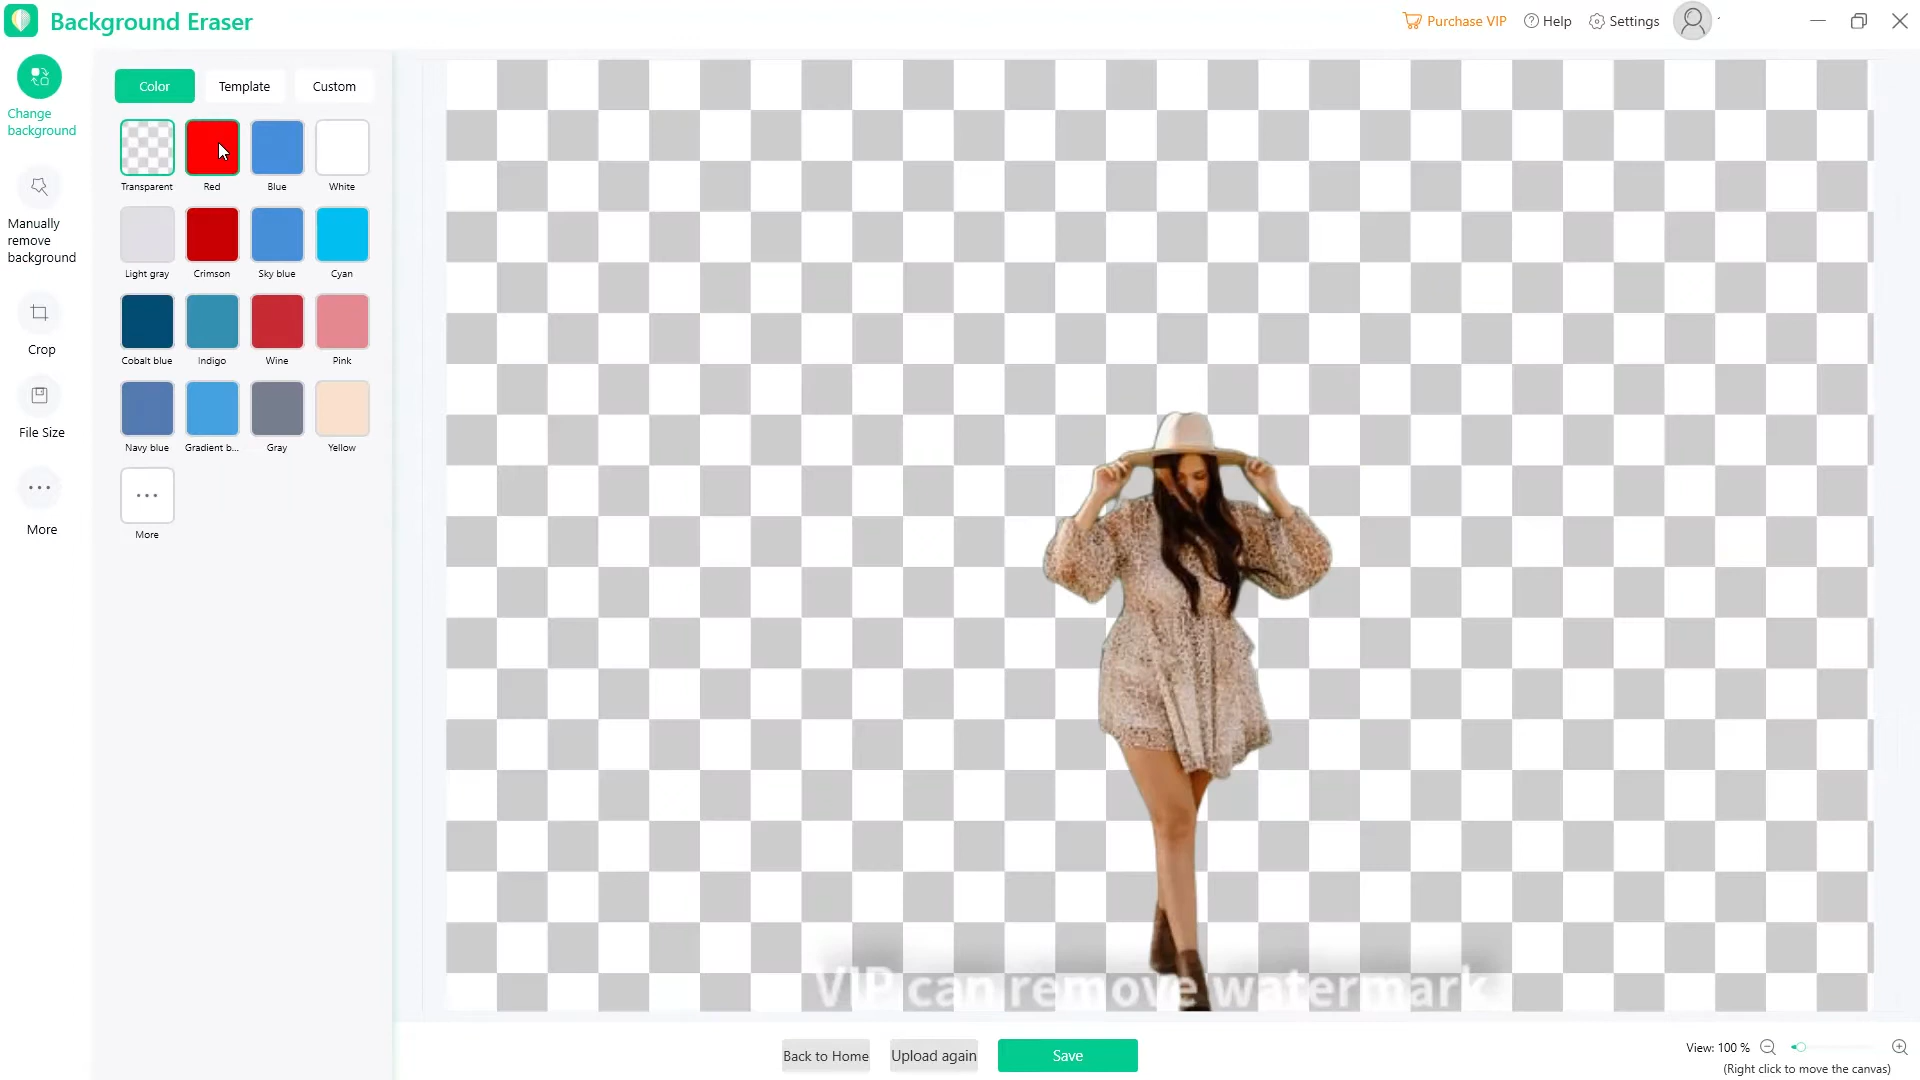 Background Eraser
Purchase VIP
Help
Settings
Change
background
Manually
remove
background
Crop
File Size
More
Color
Template
Custom
Transparent
Red
Blue
White
Light gray
Crimson
Sky blue
Cyan
Cobalt blue
Indigo
Wine
Pink
Navy blue
Gradient b...
Gray
Yellow
More
VIP can remove watermark
Back to Home
Upload again
Save
View: 100 %
(Right click to move the canvas)